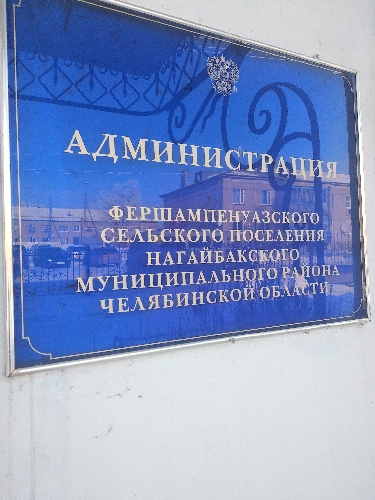 АДМИНИСТРАЦИЯ
ФЕРШАМПЕНУАЗСКОГО
СЕЛЬСКОГО ПОСЕЛЕНИЯ
НАГАЙБАКСКОГО
МУНИЦИПАЛЬНОГО РАЙОНА
ЧЕЛЯБИНСКОЙ ОБЛАСТИ